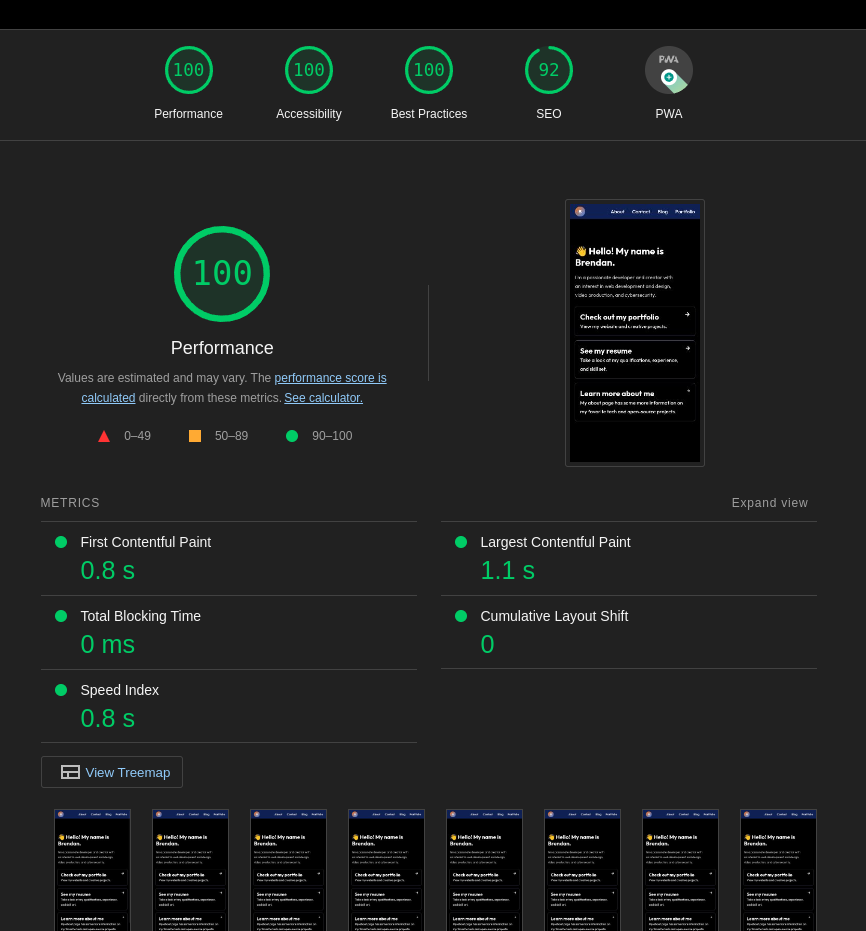 100
100
100
92
PWA
Performance
Accessibility
Best Practices
SEO
PWA
100
Performance
Values are estimated and may vary. The performance score is
calculated directly from these metrics. See calculator.
0–49
50–89
90–100
About
Contact
Blog
Portfolio
👋 Hello! My name is
Brendan.
I'm a passionate developer and creator with
an interest in web development and design,
video production, and cybersecurity.
Check out my portfolio →
View my website and creative projects.
See my resume →
Take a look at my qualifications, experience,
and skill set.
Learn more about me →
My about page has some more information on
my favorite tech and open-source projects.
METRICS
Expand view
First Contentful Paint
0.8 s
Largest Contentful Paint
1.1 s
Total Blocking Time
0 ms
Cumulative Layout Shift
0
Speed Index
0.8 s
View Treemap